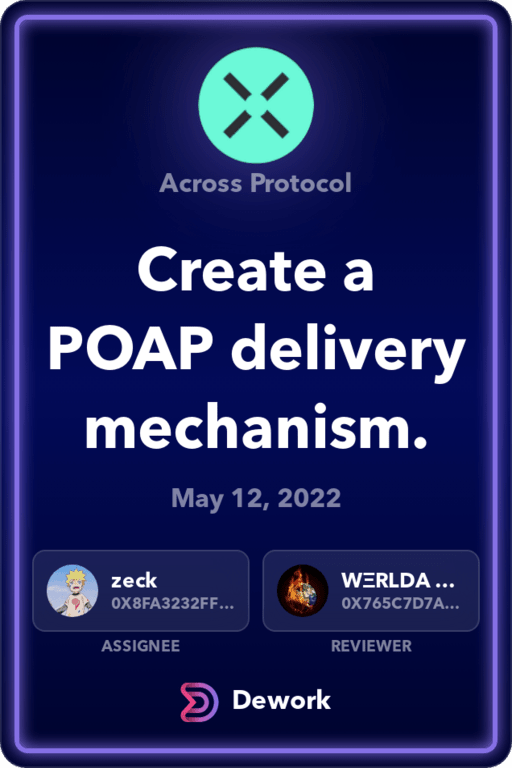 Across Protocol
Create a
POAP delivery
mechanism.
May 12, 2022
zeck
0X8FA3232FF...
ASSIGNEE
WΞRLDA ...
0X765C7D7A...
REVIEWER
Dework